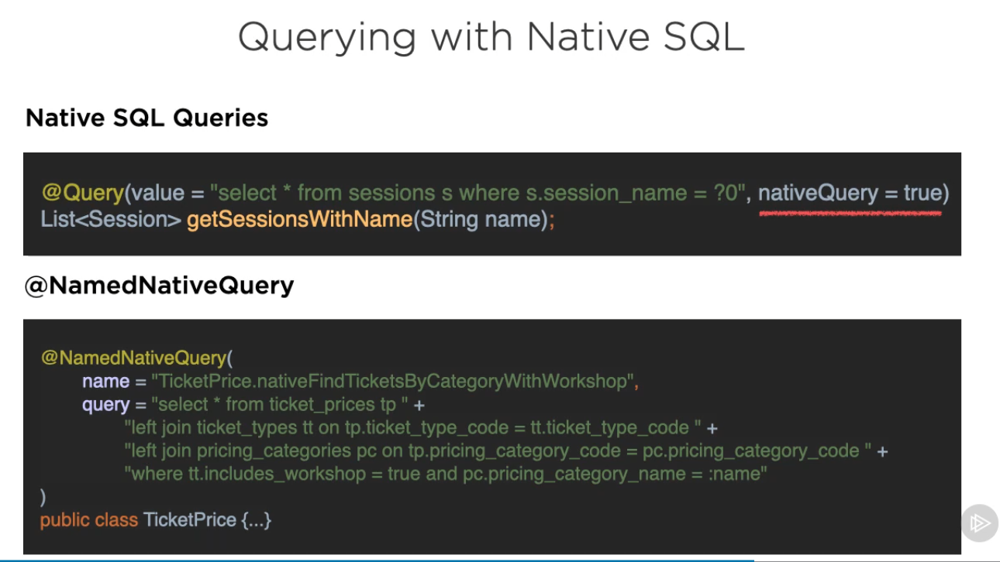 Querying with Native SQL
Native SQL Queries
@Query(value = "select * from sessions s where s.session_name = ?0", nativeQuery = true)
List<Session> getSessionsWithName(String name);
@NamedNativeQuery
@NamedNativeQuery(
name = "TicketPrice.nativeFindTicketsByCategoryWithWorkshop",
query = "select * from ticket_prices tp " +
"left join ticket_types tt on tp.ticket_type_code = tt.ticket_type_code " +
"left join pricing_categories pc on tp.pricing_category_code = pc.pricing_category_code " +
"where tt.includes_workshop = true and pc.pricing_category_name = :name"
)
public class TicketPrice {...}